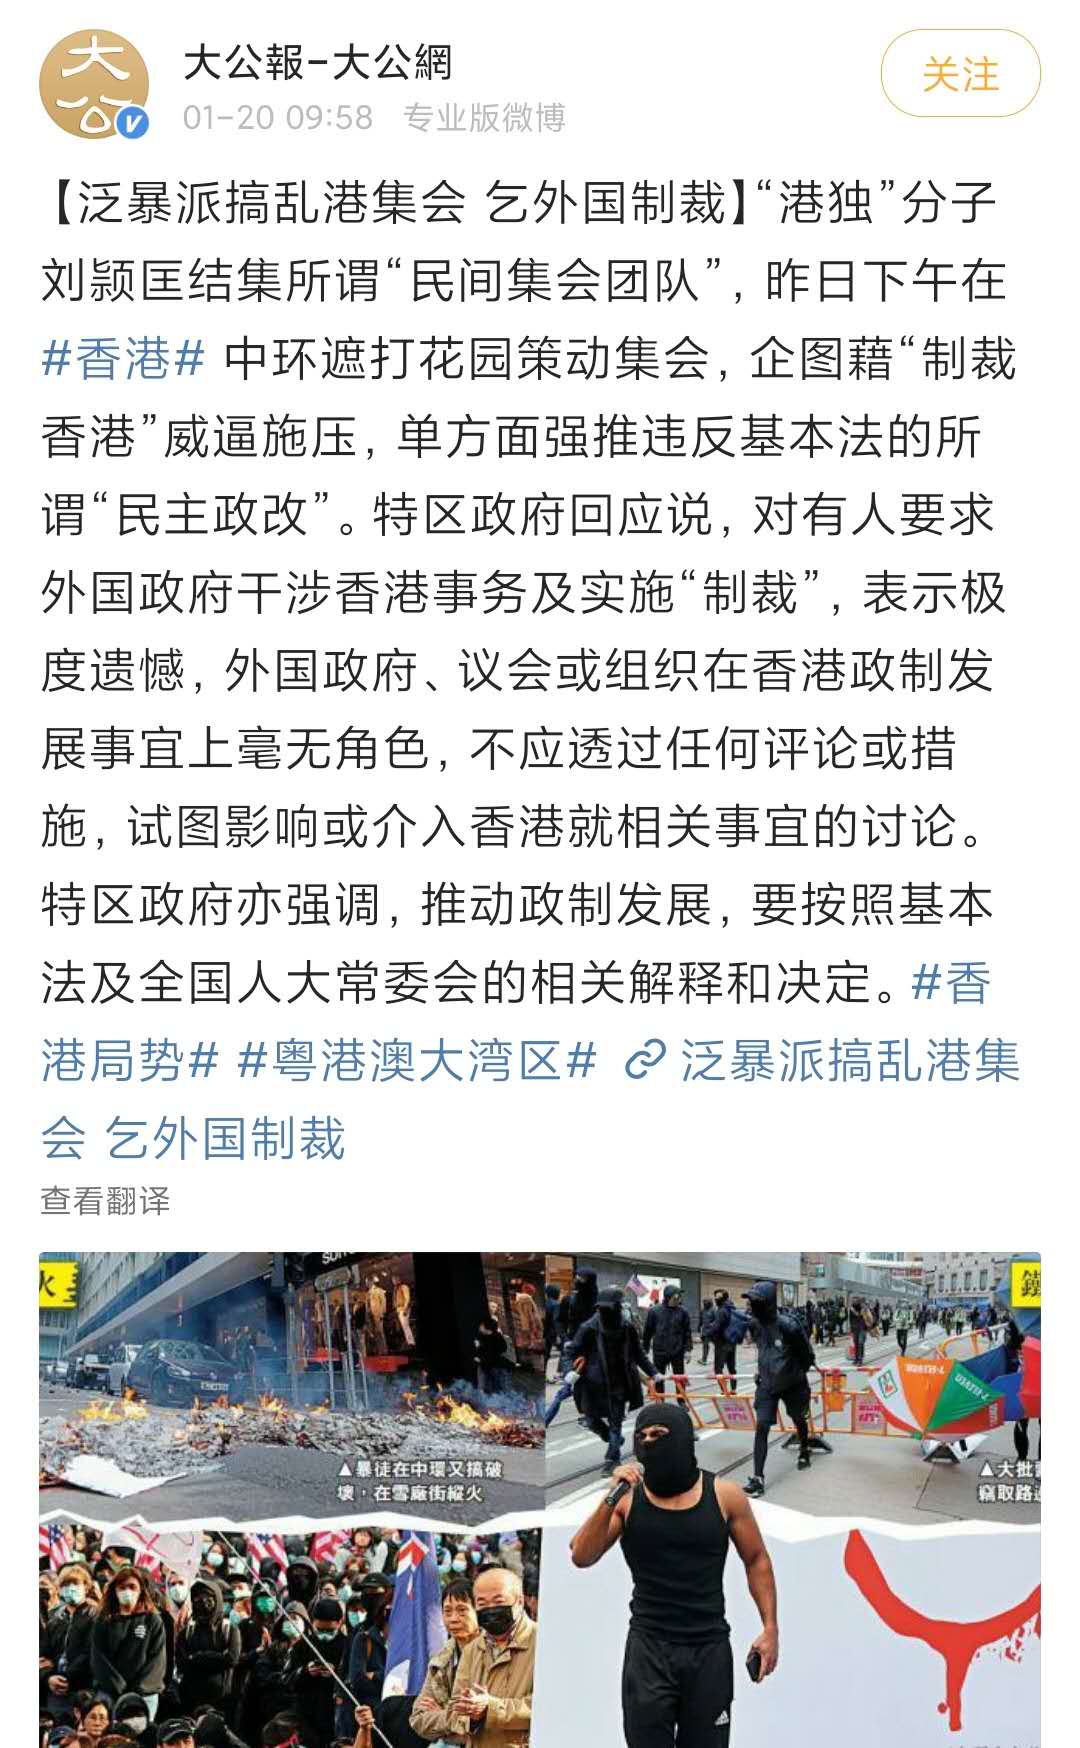 大公
大公報-大公網
01-20 09:58 专业版微博
关注
【泛暴派搞乱港集会 乞外国制裁】“港独”分子
刘颍匡结集所谓“民间集会团队”, 昨日下午在
#香港# 中环遮打花园策动集会, 企图藉“制裁
香港”威逼施压, 单方面强推违反基本法的所
谓“民主政改”。特区政府回应说, 对有人要求
外国政府干涉香港事务及实施“制裁”, 表示极
度遗憾, 外国政府、议会或组织在香港政制发
展事宜上毫无角色, 不应透过任何评论或措
施, 试图影响或介入香港就相关事宜的讨论。
特区政府亦强调, 推动政制发展, 要按照基本
法及全国人大常委会的相关解释和决定。#香
港局势# #粤港澳大湾区# 泛暴派搞乱港集
会 乞外国制裁
查看翻译
火
▲暴徒在中環又搞破
壞，在雪廠街縱火
▲大批
竊取路
7-ELEVEN
7-ELEVEN